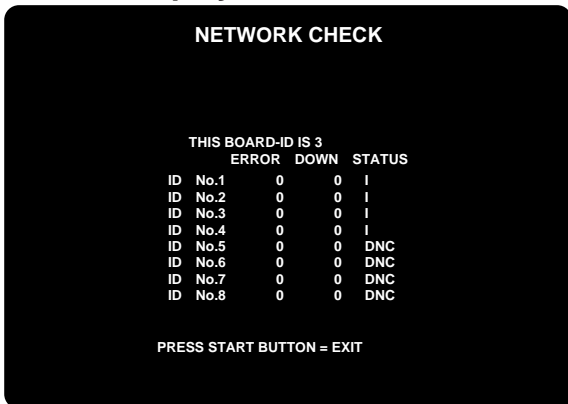 NETWORK CHECK
THIS BOARD-ID IS 3
ERROR DOWN STATUS
ID No.1 0 0 I
ID No.2 0 0 I
ID No.3 0 0 I
ID No.4 0 0 I
ID No.5 0 0 DNC
ID No.6 0 0 DNC
ID No.7 0 0 DNC
ID No.8 0 0 DNC
PRESS START BUTTON = EXIT